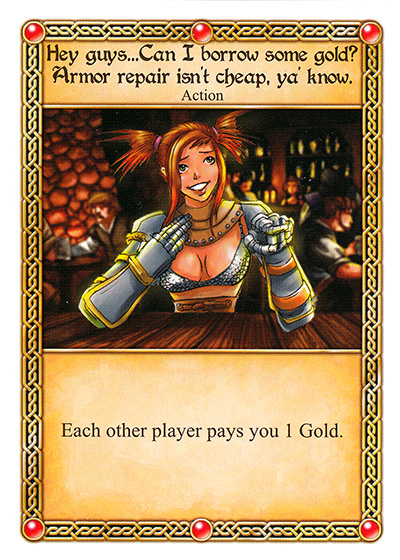 Hey guys...Can I borrow some gold?
Armor repair isn't cheap, ya' know.
Action
Each other player pays you 1 Gold.